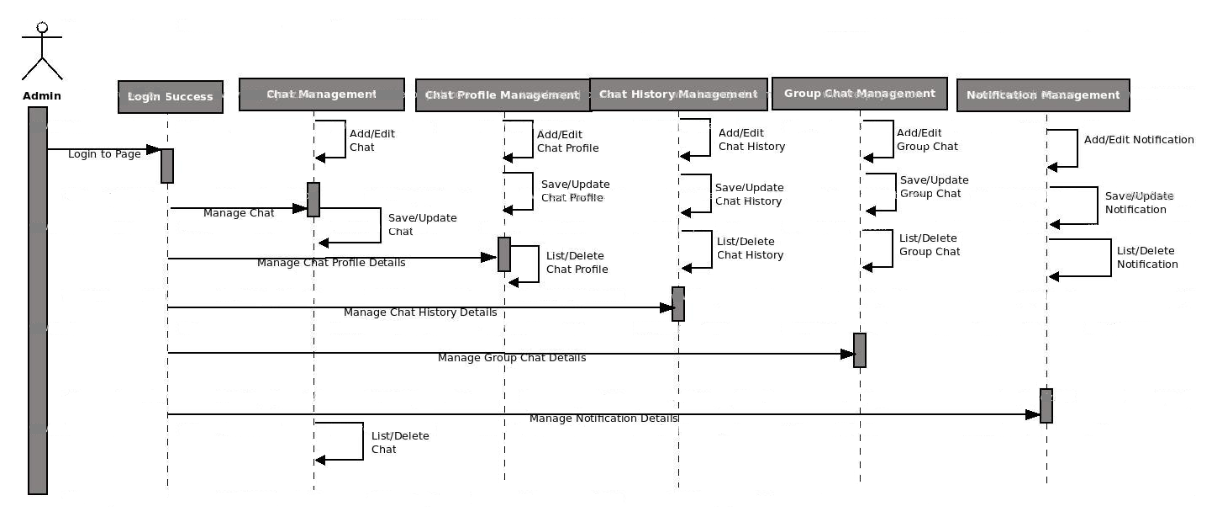 Admin
Login Success
Chat Management
Chat Profile Management
Chat History Management
Group Chat Management
Notification Management
Add/Edit
Chat
Add/Edit
Chat Profile
Add/Edit
Chat History
Add/Edit
Group Chat
Add/Edit Notification
Login to Page
Save/Update
Chat Profile
Save/Update
Chat History
Save/Update
Group Chat
Save/Update
Notification
Manage Chat
Save/Update
Chat
List/Delete
Chat Profile
List/Delete
Chat History
List/Delete
Group Chat
List/Delete
Notification
Manage Chat Profile Details
Manage Chat History Details
Manage Group Chat Details
Manage Notification Details
List/Delete
Chat